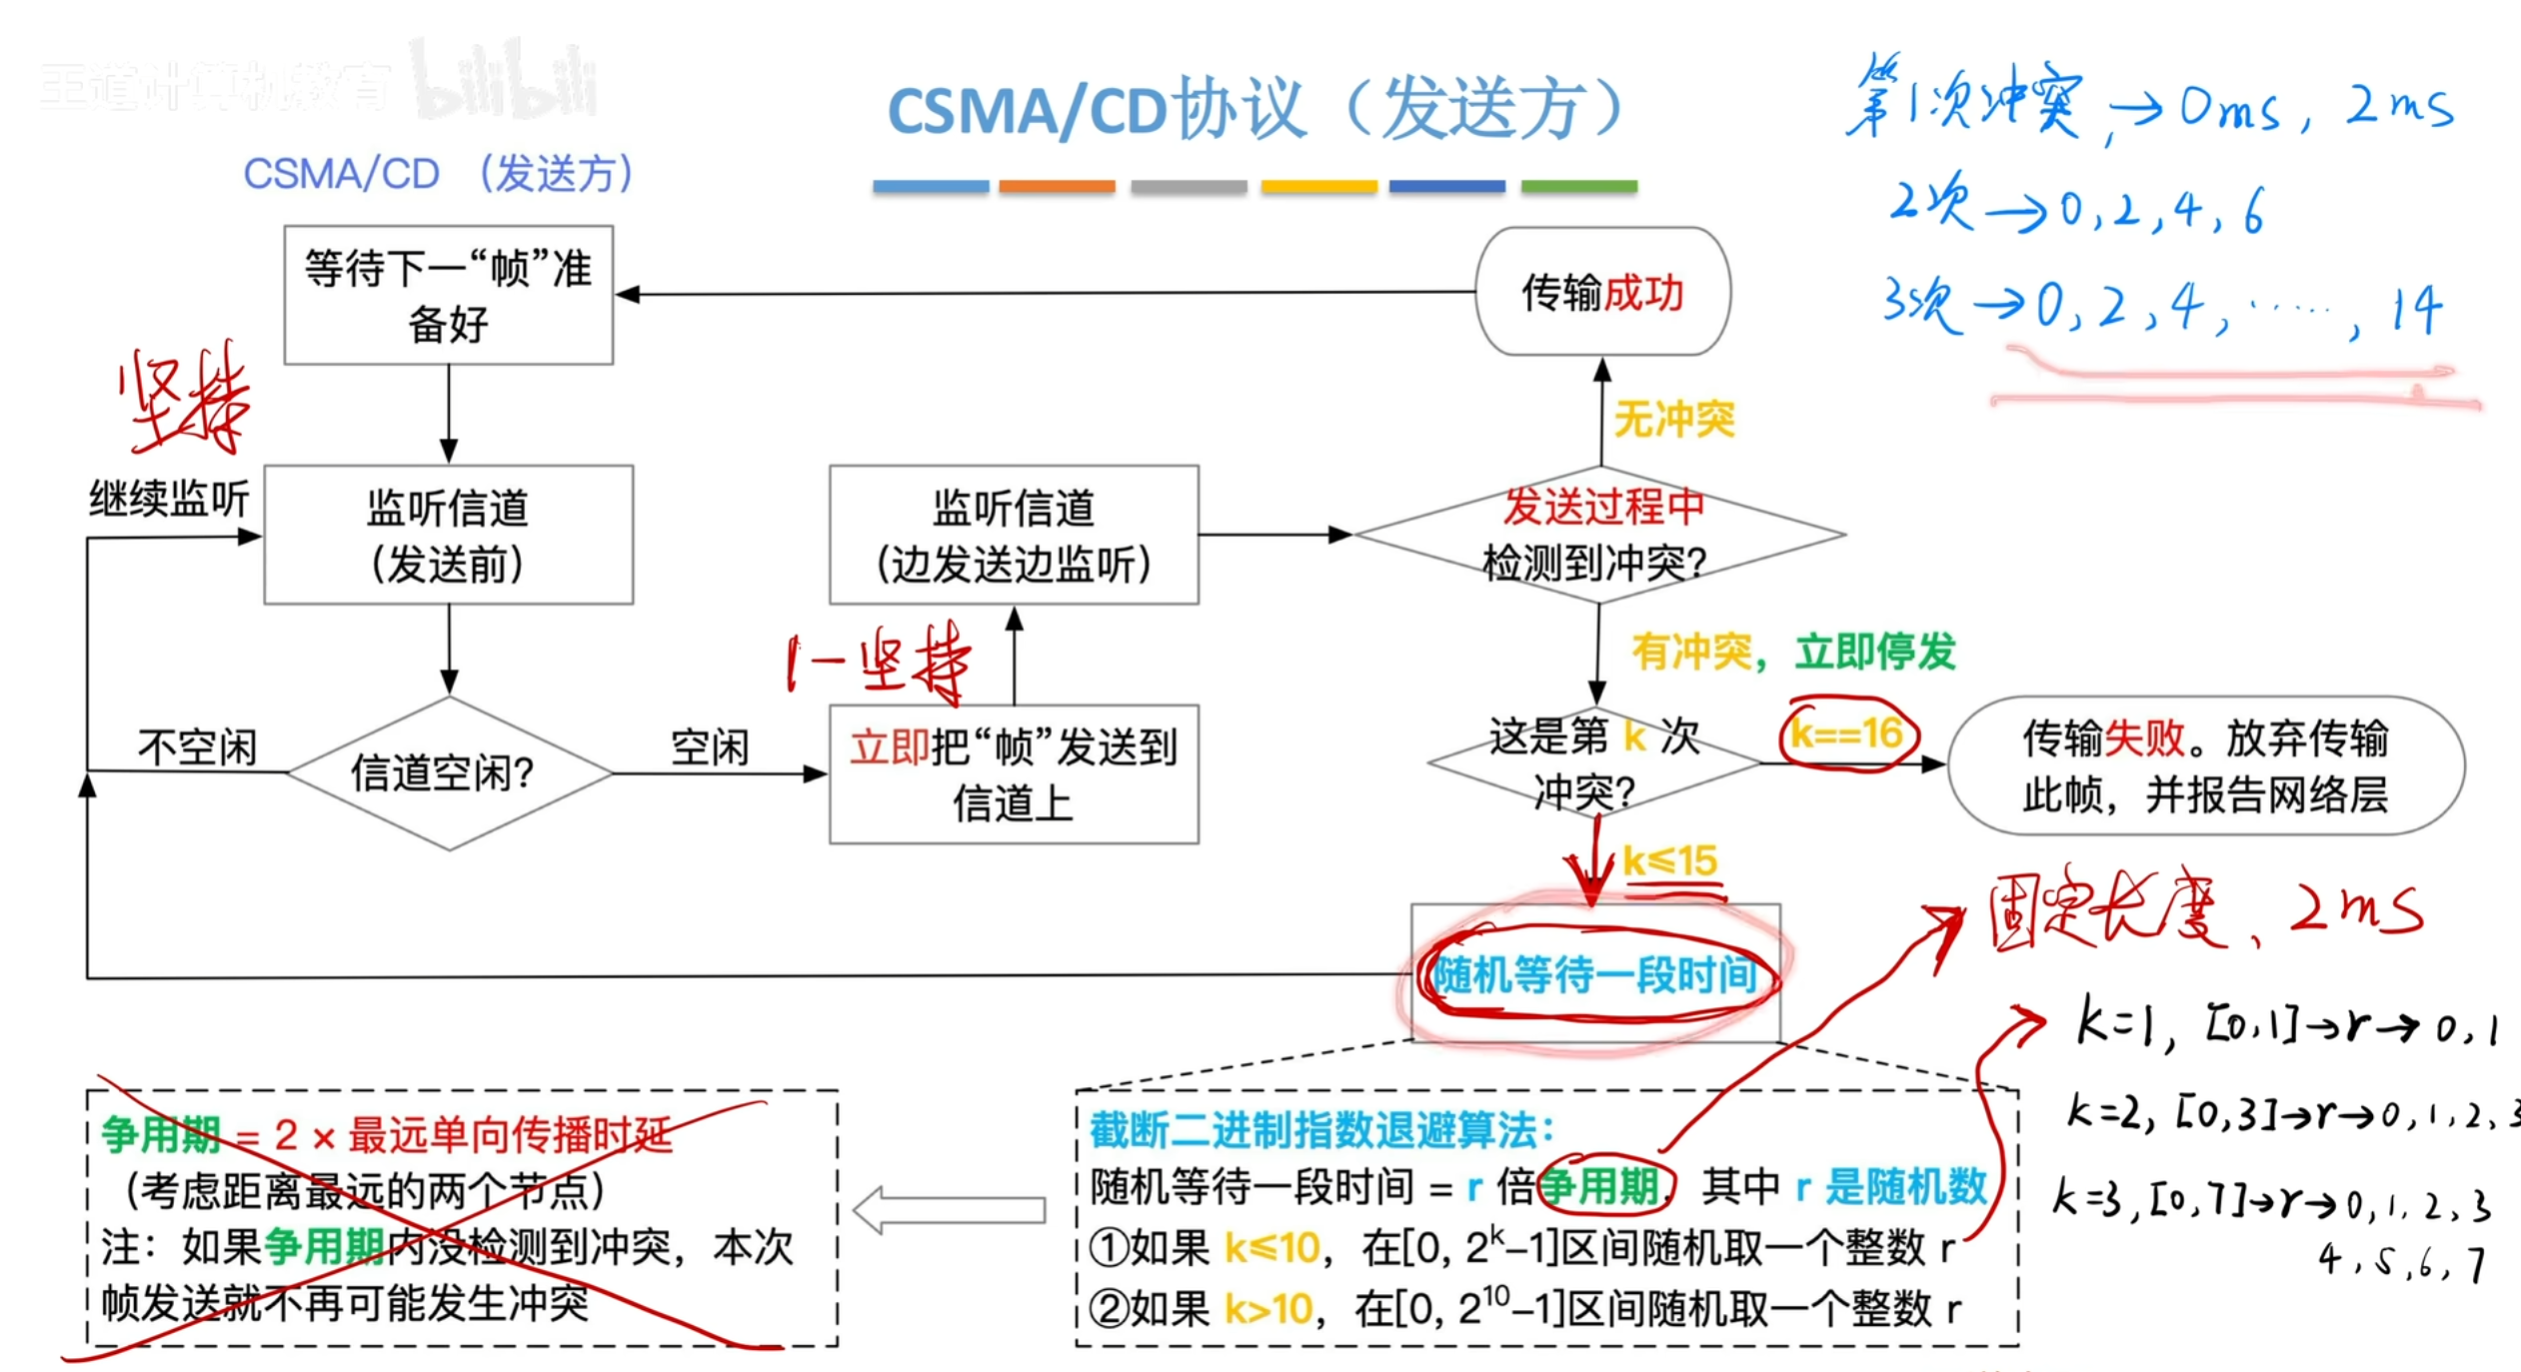 王道计算机教育 bilibili
CSMA/CD协议（发送方）
CSMA/CD （发送方）
第1次冲突, → 0ms, 2ms
2次 → 0, 2, 4, 6
3次 → 0, 2, 4, ……, 14
等待下一“帧”准
备好
传输成功
坚持
无冲突
继续监听
监听信道
（发送前）
监听信道
（边发送边监听）
发送过程中
检测到冲突？
1-坚持
有冲突，立即停发
不空闲
信道空闲？
空闲
立即把“帧”发送到
信道上
这是第 k 次
冲突？
k==16
传输失败。放弃传输
此帧，并报告网络层
k≤15
随机等待一段时间
固定长度、2ms
k=1, [0,1]→r→ 0, 1
k=2, [0,3]→r→ 0, 1, 2, 3
k=3, [0,7]→r→ 0, 1, 2, 3
4, 5, 6, 7
争用期 = 2 × 最远单向传播时延
（考虑距离最远的两个节点）
注：如果争用期内没检测到冲突，本次
帧发送就不再可能发生冲突
截断二进制指数退避算法：
随机等待一段时间 = r 倍争用期，其中 r 是随机数
①如果 k≤10，在[0, 2ᵏ–1]区间随机取一个整数 r
②如果 k>10，在[0, 2¹⁰–1]区间随机取一个整数 r